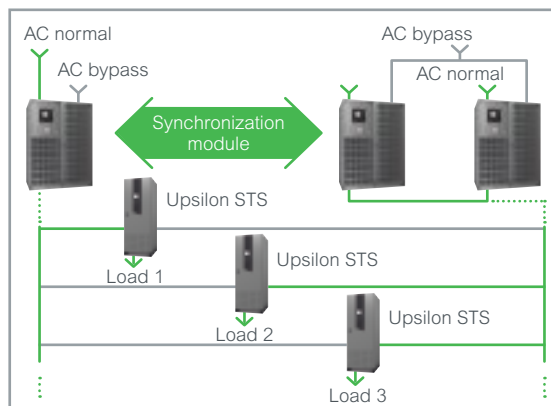 AC normal
AC bypass
AC bypass
AC normal
Synchronization
module
Upsilon STS
Load 1
Upsilon STS
Load 2
Upsilon STS
Load 3